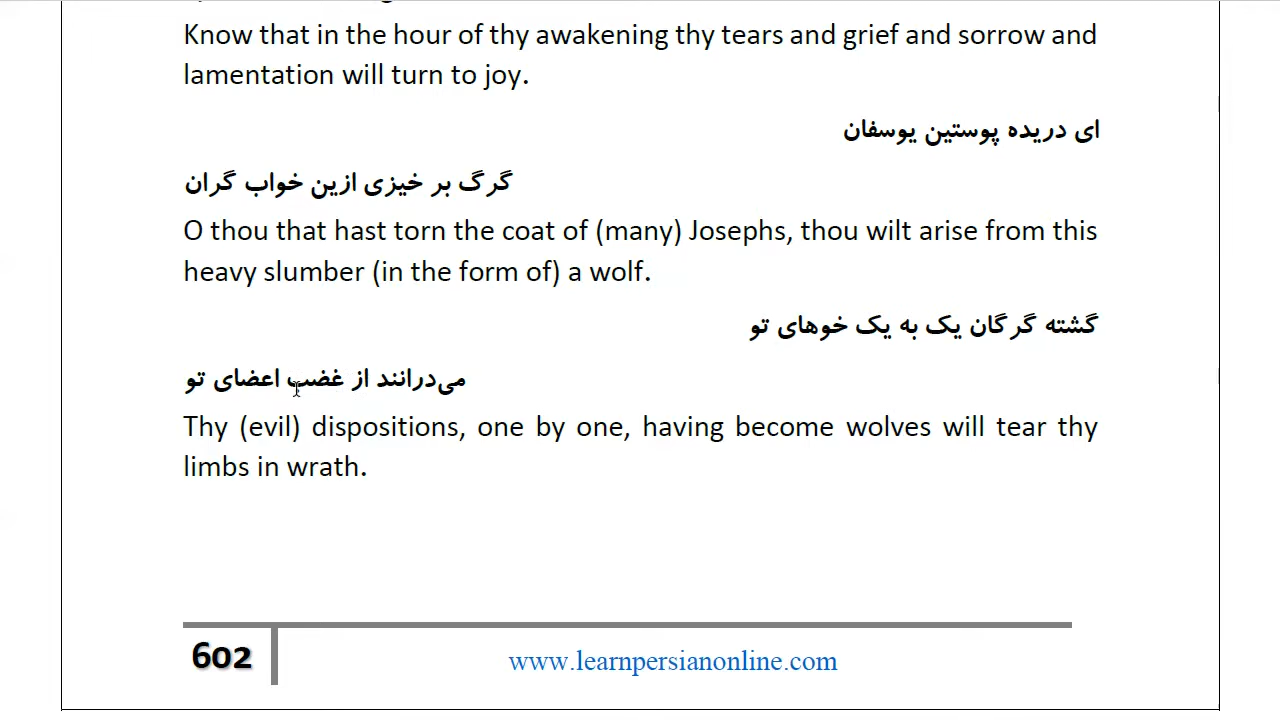 Know that in the hour of thy awakening thy tears and grief and sorrow and
lamentation will turn to joy.
ای دریده پوستین یوسفان
گرگ بر خیزی ازین خواب گران
O thou that hast torn the coat of (many) Josephs, thou wilt arise from this
heavy slumber (in the form of) a wolf.
گشته گرگان یک به یک خوهای تو
می‌درانند از غضب اعضای تو
Thy (evil) dispositions, one by one, having become wolves will tear thy
limbs in wrath.
602
www.learnpersianonline.com